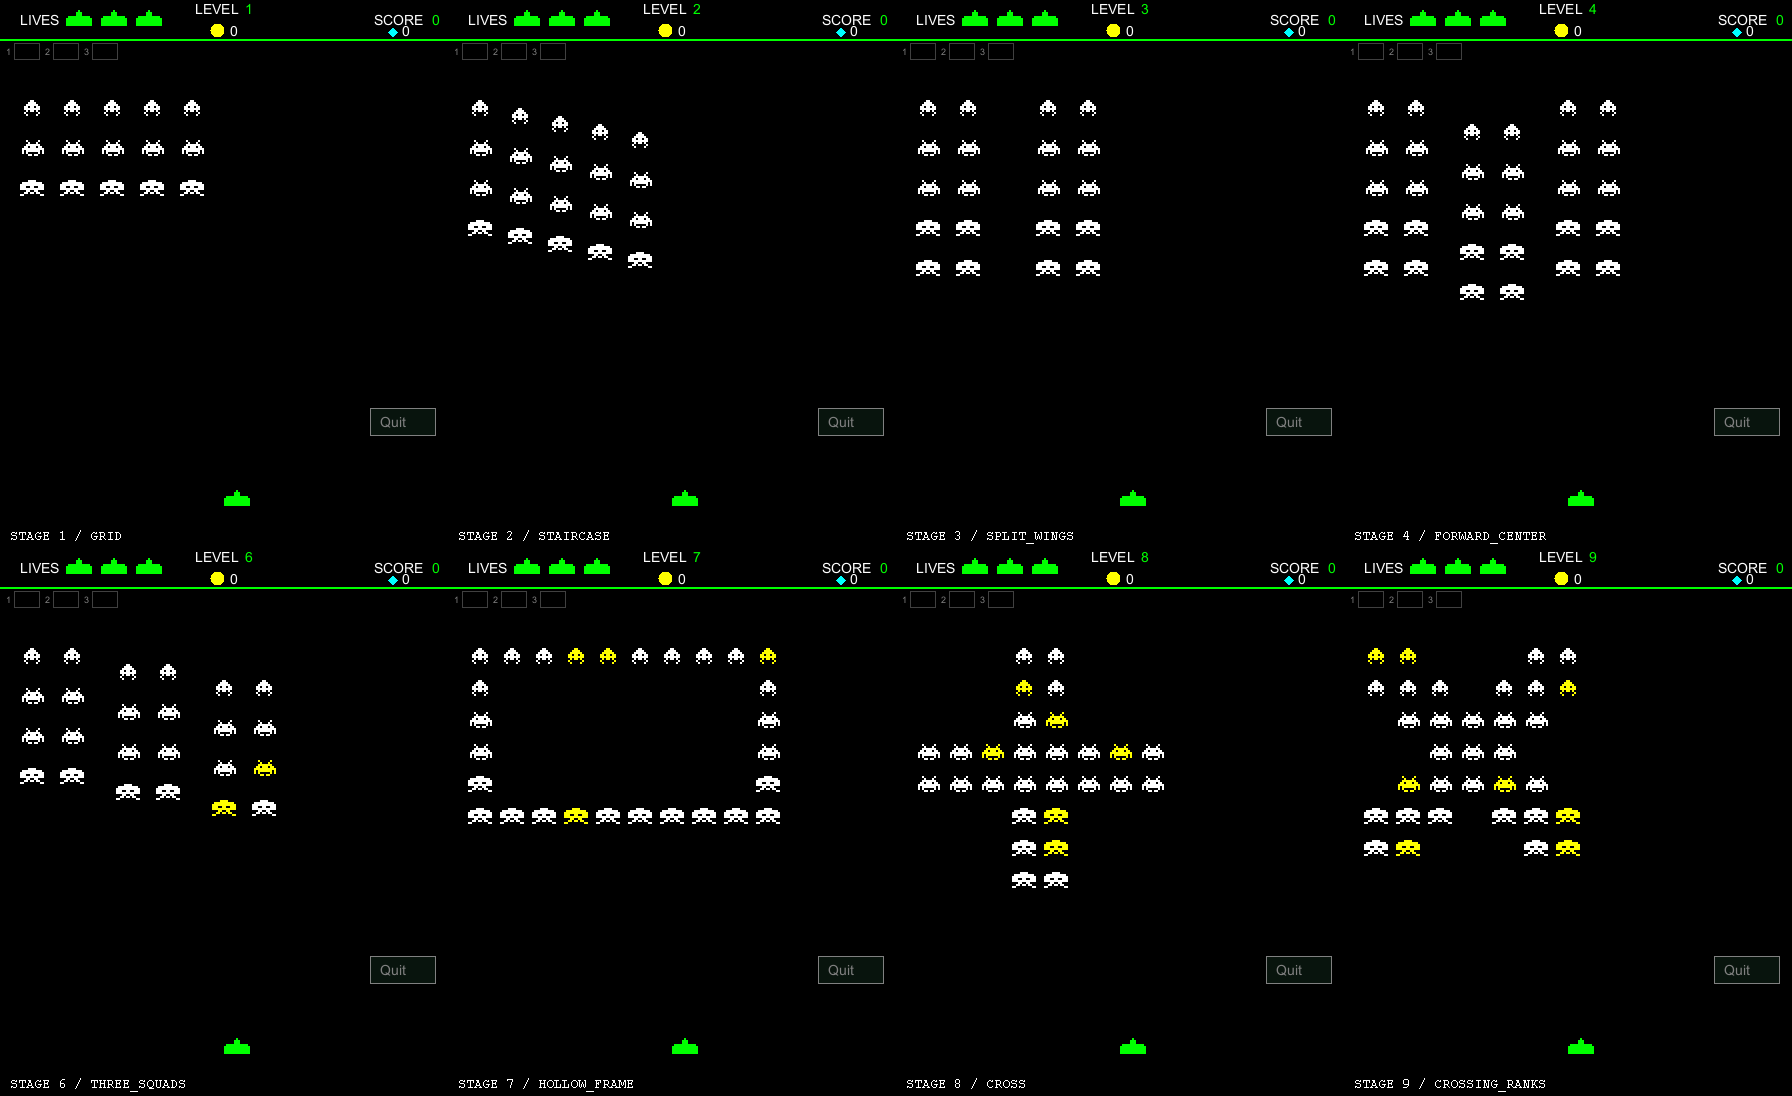 LIVES LEVEL 1 SCORE 0
0 0
1 2 3
Quit
STAGE 1 / GRID
LIVES LEVEL 2 SCORE 0
0 0
1 2 3
Quit
STAGE 2 / STAIRCASE
LIVES LEVEL 3 SCORE 0
0 0
1 2 3
Quit
STAGE 3 / SPLIT_WINGS
LIVES LEVEL 4 SCORE 0
0 0
1 2 3
Quit
STAGE 4 / FORWARD_CENTER
LIVES LEVEL 6 SCORE 0
0 0
1 2 3
Quit
STAGE 6 / THREE_SQUADS
LIVES LEVEL 7 SCORE 0
0 0
1 2 3
Quit
STAGE 7 / HOLLOW_FRAME
LIVES LEVEL 8 SCORE 0
0 0
1 2 3
Quit
STAGE 8 / CROSS
LIVES LEVEL 9 SCORE 0
0 0
1 2 3
Quit
STAGE 9 / CROSSING_RANKS